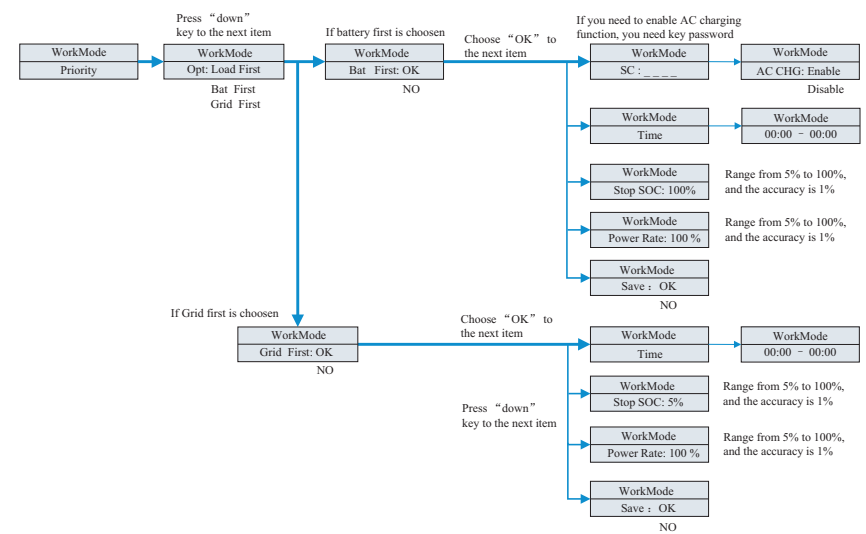 Press “down”
key to the next item
If battery first is choosen
Choose “OK” to
the next item
If you need to enable AC charging
function, you need key password
WorkMode
Priority
WorkMode
Opt: Load First
Bat First
Grid First
WorkMode
Bat First: OK
NO
WorkMode
SC : _ _ _ _
WorkMode
AC CHG: Enable
Disable
WorkMode
Time
WorkMode
00:00 - 00:00
WorkMode
Stop SOC: 100%
Range from 5% to 100%,
and the accuracy is 1%
WorkMode
Power Rate: 100 %
Range from 5% to 100%,
and the accuracy is 1%
WorkMode
Save : OK
NO
If Grid first is choosen
WorkMode
Grid First: OK
NO
Choose “OK” to
the next item
WorkMode
Time
WorkMode
00:00 - 00:00
Press “down”
key to the next item
WorkMode
Stop SOC: 5%
Range from 5% to 100%,
and the accuracy is 1%
WorkMode
Power Rate: 100 %
Range from 5% to 100%,
and the accuracy is 1%
WorkMode
Save : OK
NO